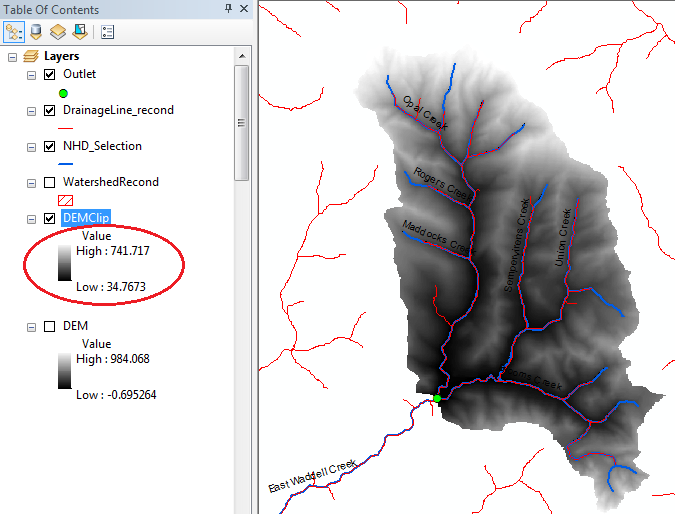 Table Of Contents
Layers
Outlet
DrainageLine_recond
NHD_Selection
WatershedRecond
DEMClip
Value
High : 741.717
Low : 34.7673
DEM
Value
High : 984.068
Low : -0.695264
Opal Creek
Rogers Creek
Maddocks Creek
Sempervirens Creek
Union Creek
Blooms Creek
East Waddell Creek